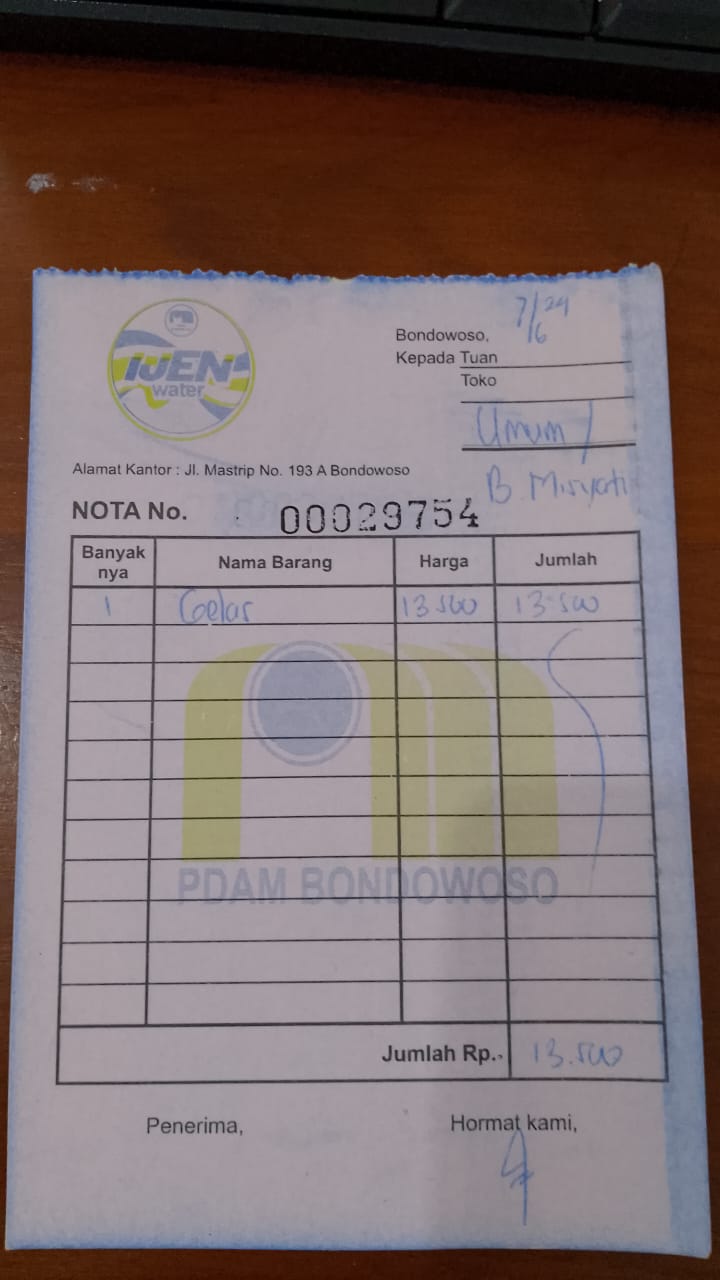 IJEN
water
7/6 24
Bondowoso,
Kepada Tuan
Toko
Umum /
B. Misyati
Alamat Kantor : Jl. Mastrip No. 193 A Bondowoso
NOTA No. 00029754
Banyak nya Nama Barang Harga Jumlah
1 Gelas 13.500 13.500
PDAM BONDOWOSO
Jumlah Rp. 13.500
Penerima, Hormat kami,